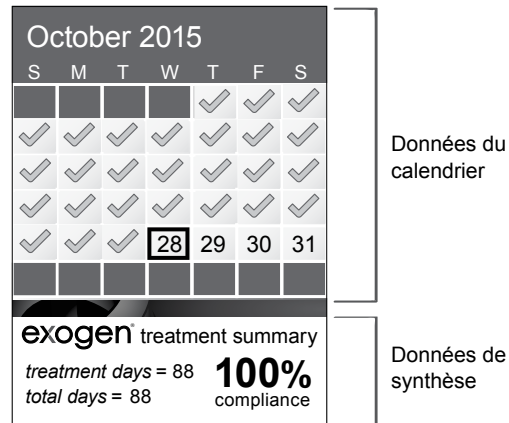 October 2015
S M T W T F S
28 29 30 31
Données du
calendrier
exogen® treatment summary
treatment days = 88
total days = 88
100%
compliance
Données de
synthèse